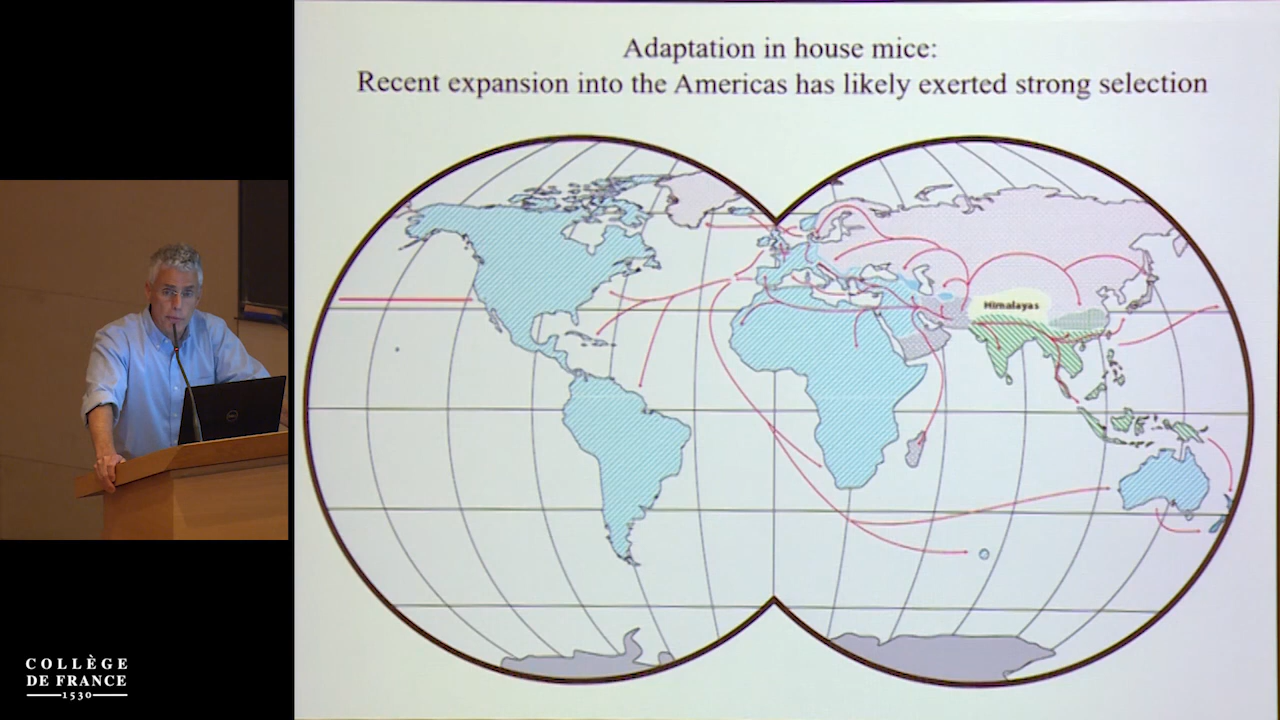 Adaptation in house mice:
Recent expansion into the Americas has likely exerted strong selection
Himalayas
COLLÈGE
DE FRANCE
1530